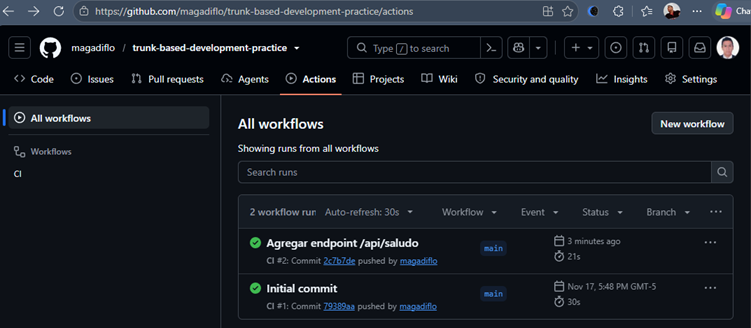 https://github.com/magadiflo/trunk-based-development-practice/actions
Chat
magadiflo / trunk-based-development-practice
Type / to search
Code Issues Pull requests Agents Actions Projects Wiki Security and quality Insights Settings
All workflows
Workflows
CI
All workflows
New workflow
Showing runs from all workflows
Search runs
2 workflow run Auto-refresh: 30s Workflow Event Status Branch
Agregar endpoint /api/saludo
main
3 minutes ago
CI #2: Commit 2c7b7de pushed by magadiflo
21s
Initial commit
main
Nov 17, 5:48 PM GMT-5
CI #1: Commit 79389aa pushed by magadiflo
30s